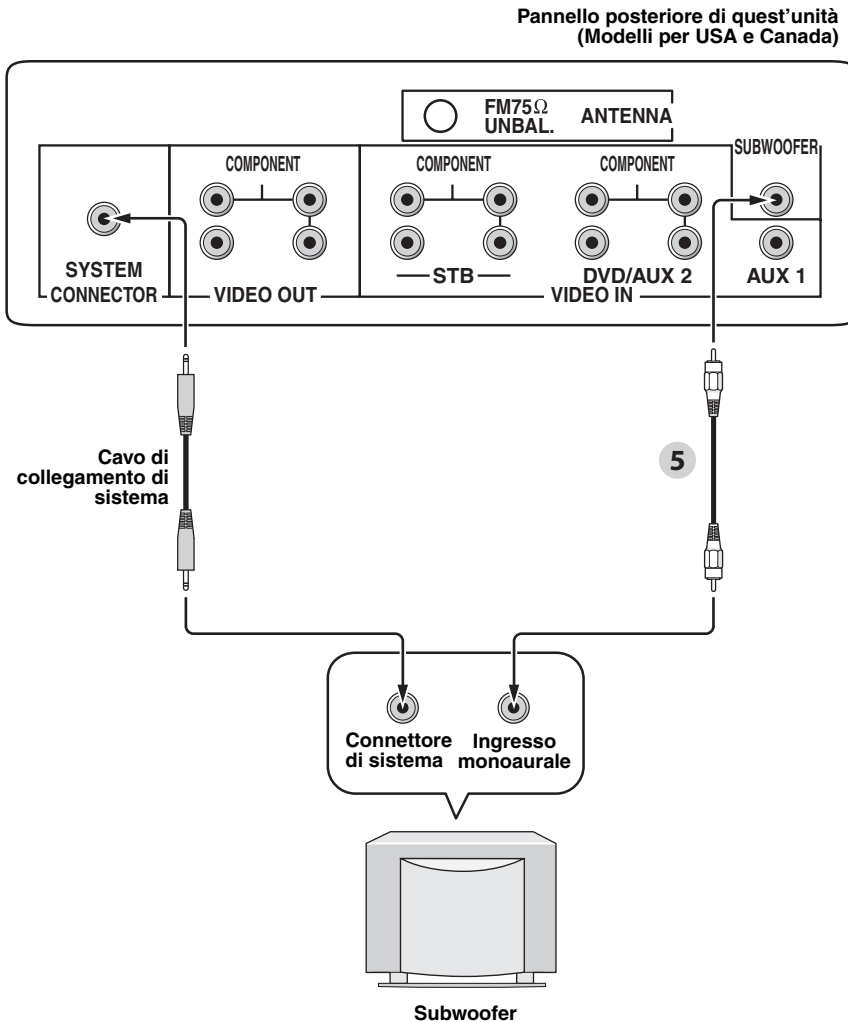 Pannello posteriore di quest'unità
(Modelli per USA e Canada)
FM75Ω
UNBAL.
ANTENNA
SUBWOOFER
COMPONENT
COMPONENT
COMPONENT
SYSTEM
CONNECTOR
VIDEO OUT
STB
DVD/AUX 2
VIDEO IN
AUX 1
Cavo di
collegamento di
sistema
5
Connettore
di sistema
Ingresso
monoaurale
Subwoofer